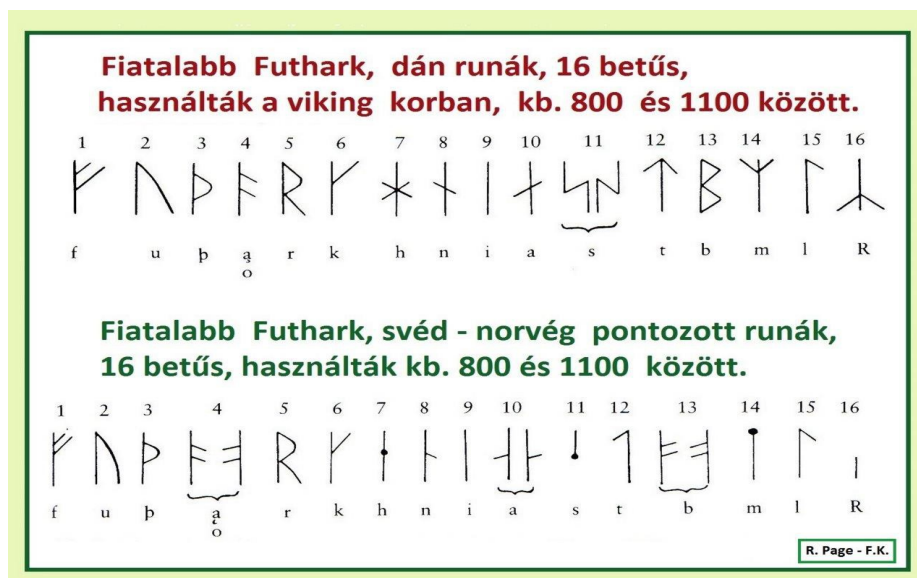 Fiatalabb Futhark, dán runák, 16 betűs,
használták a viking korban, kb. 800 és 1100 között.
1 2 3 4 5 6 7 8 9 10 11 12 13 14 15 16
ᚠ ᚢ ᚦ ᚬ ᚱ ᚴ ᚼ ᚾ ᛁ ᛅ ᛋ ᛏ ᛒ ᛘ ᛚ ᛦ
f u þ ą r k h n i a s t b m l R
o
Fiatalabb Futhark, svéd - norvég pontozott runák,
16 betűs, használták kb. 800 és 1100 között.
1 2 3 4 5 6 7 8 9 10 11 12 13 14 15 16
f u þ ą r k h n i a s t b m l R
o
R. Page - F.K.